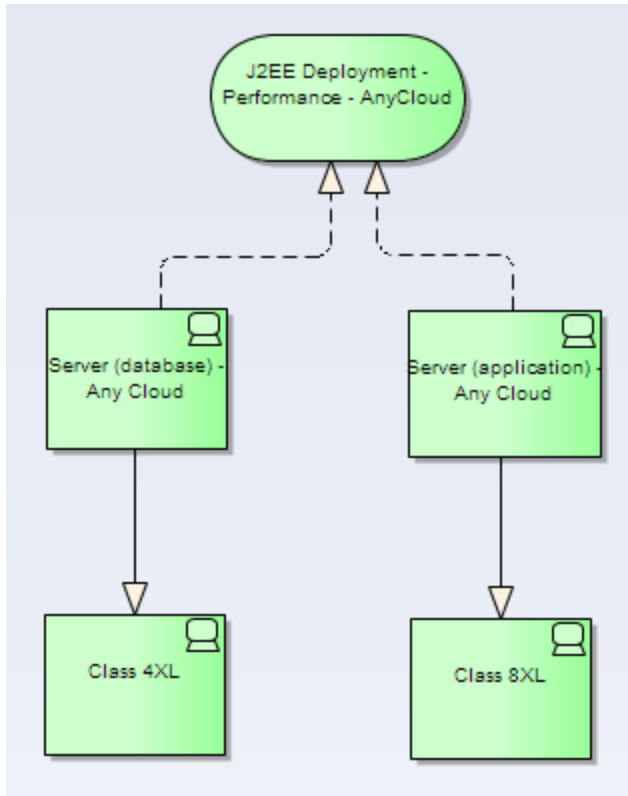 J2EE Deployment -
Performance - AnyCloud
Server (database) -
Any Cloud
Server (application) -
Any Cloud
Class 4XL
Class 8XL